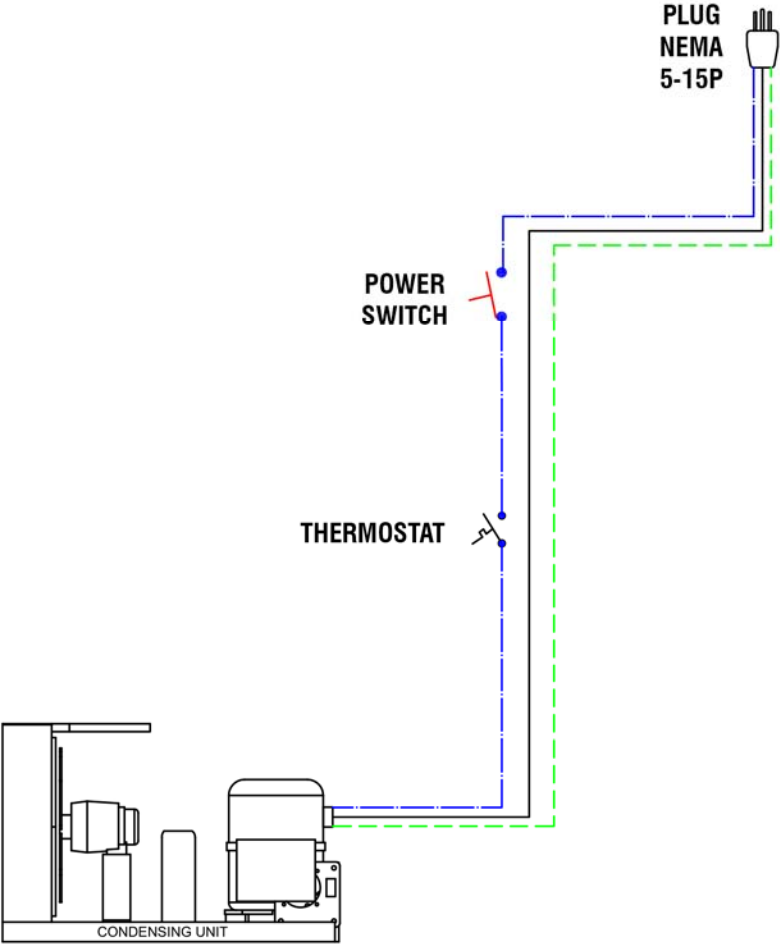 PLUG
NEMA
5-15P
POWER
SWITCH
THERMOSTAT
CONDENSING UNIT